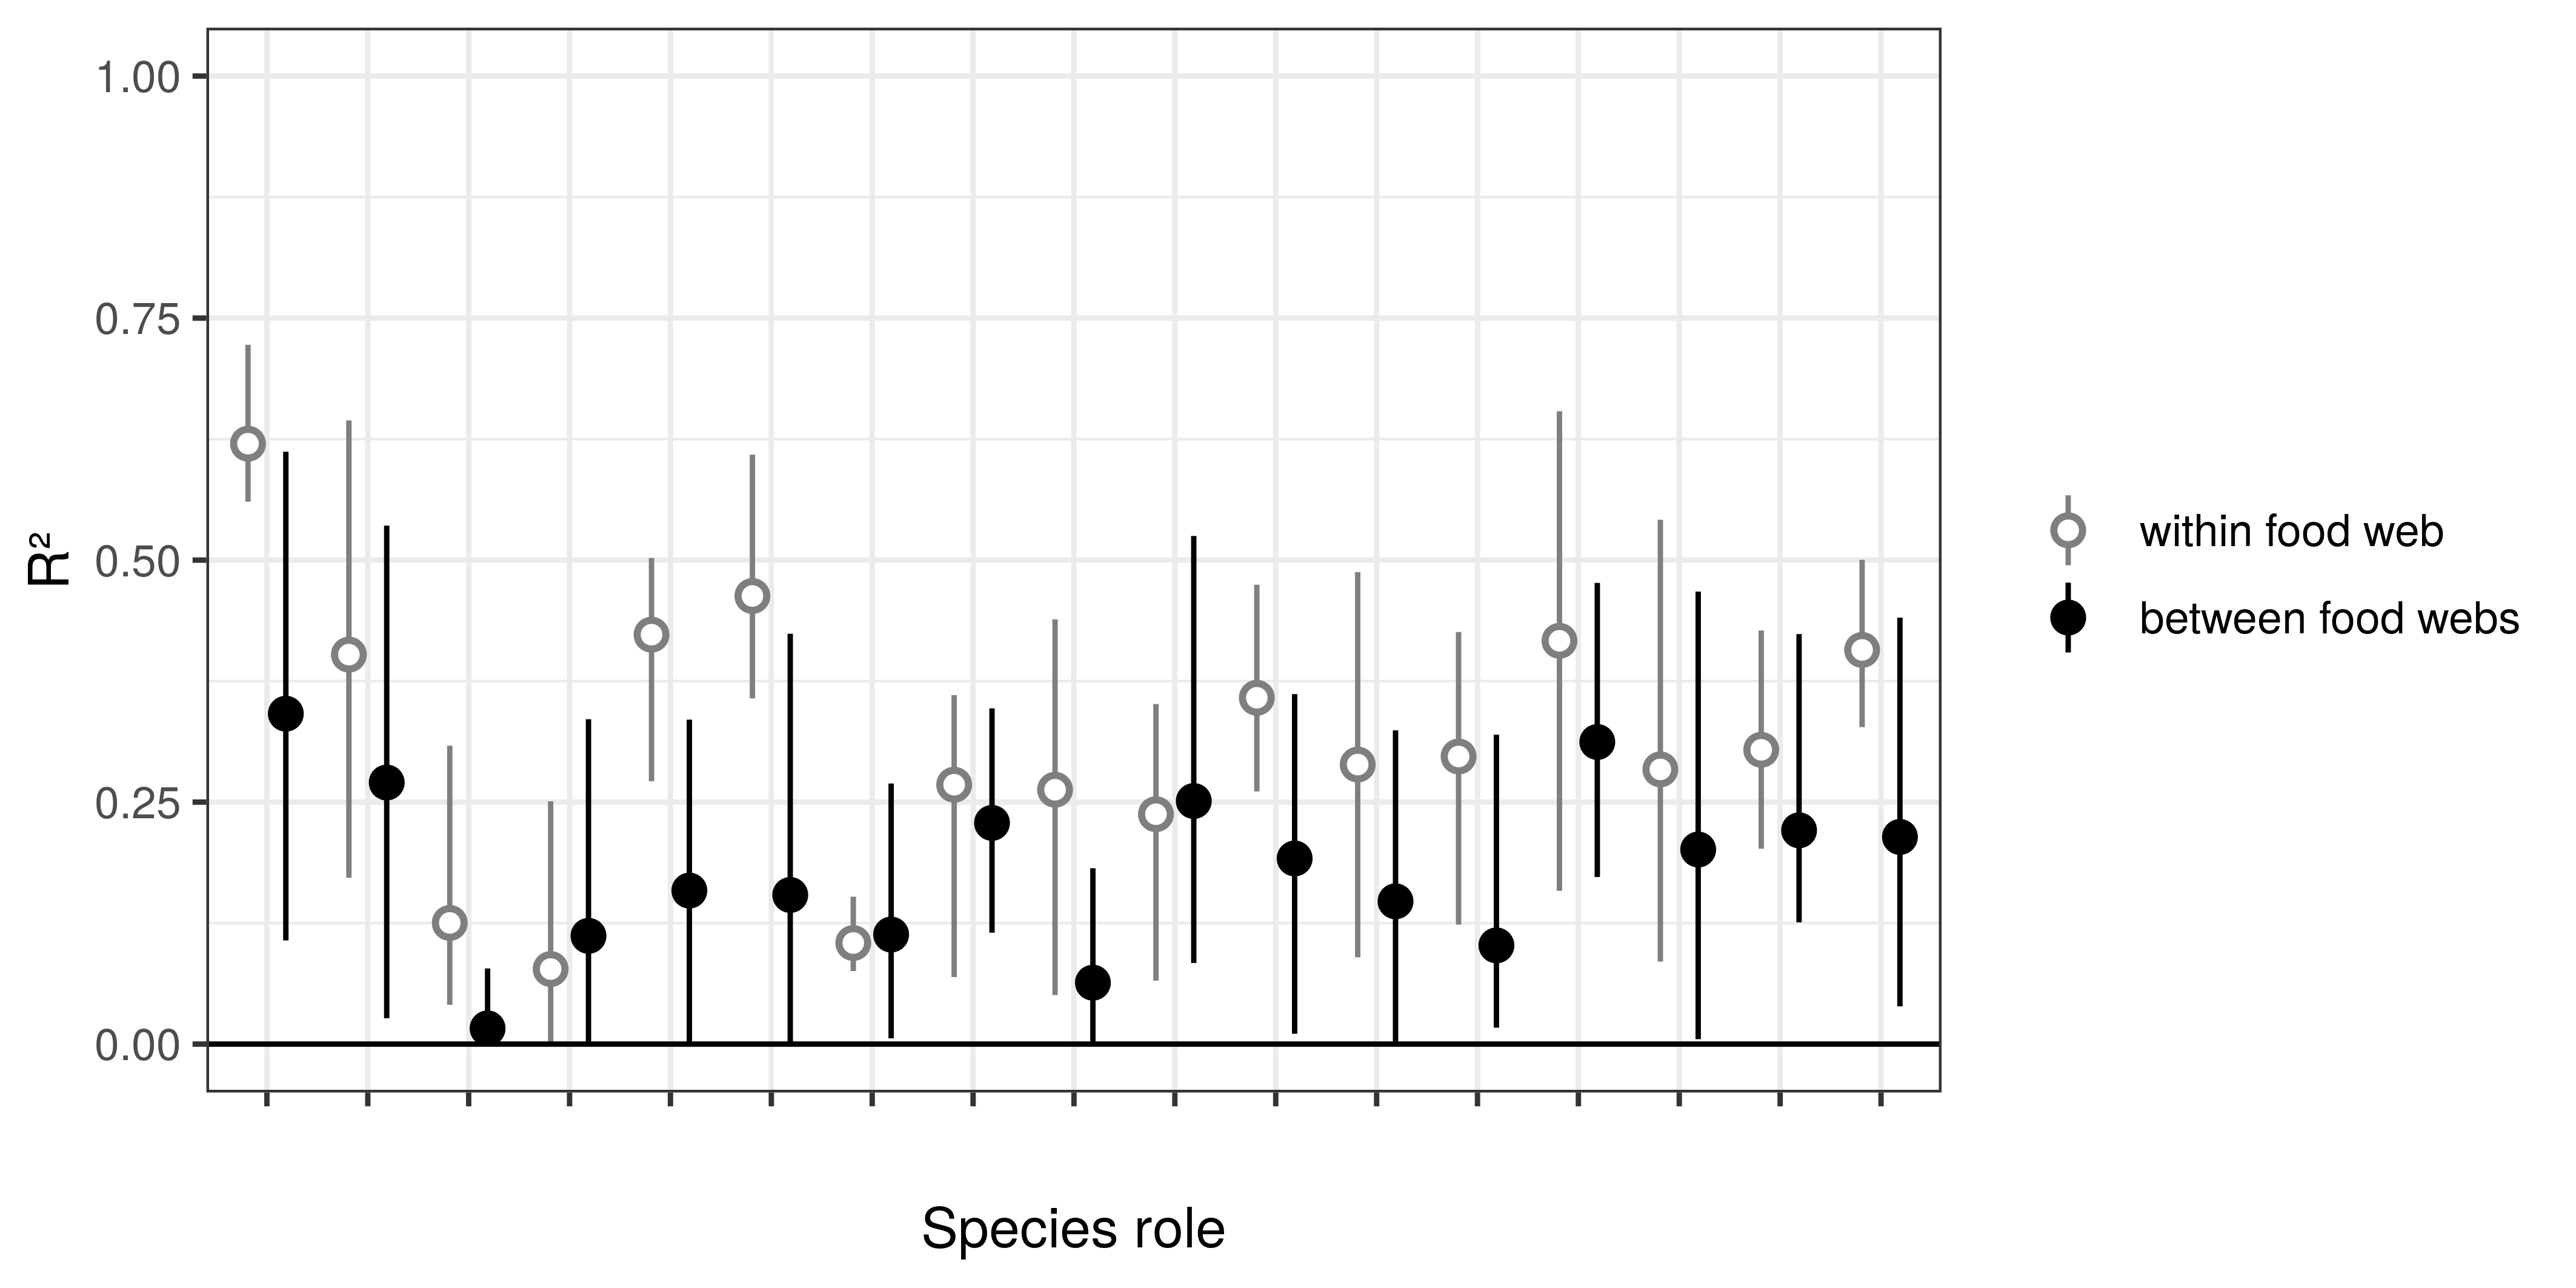 1.00
0.75
0.50
0.25
0.00
R²
Species role
within food web
between food webs